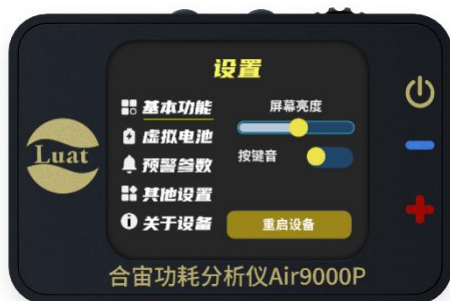 设置
基本功能
虚拟电池
预警参数
其他设置
关于设备
屏幕亮度
按键音
重启设备
Luat
合宙功耗分析仪Air9000P